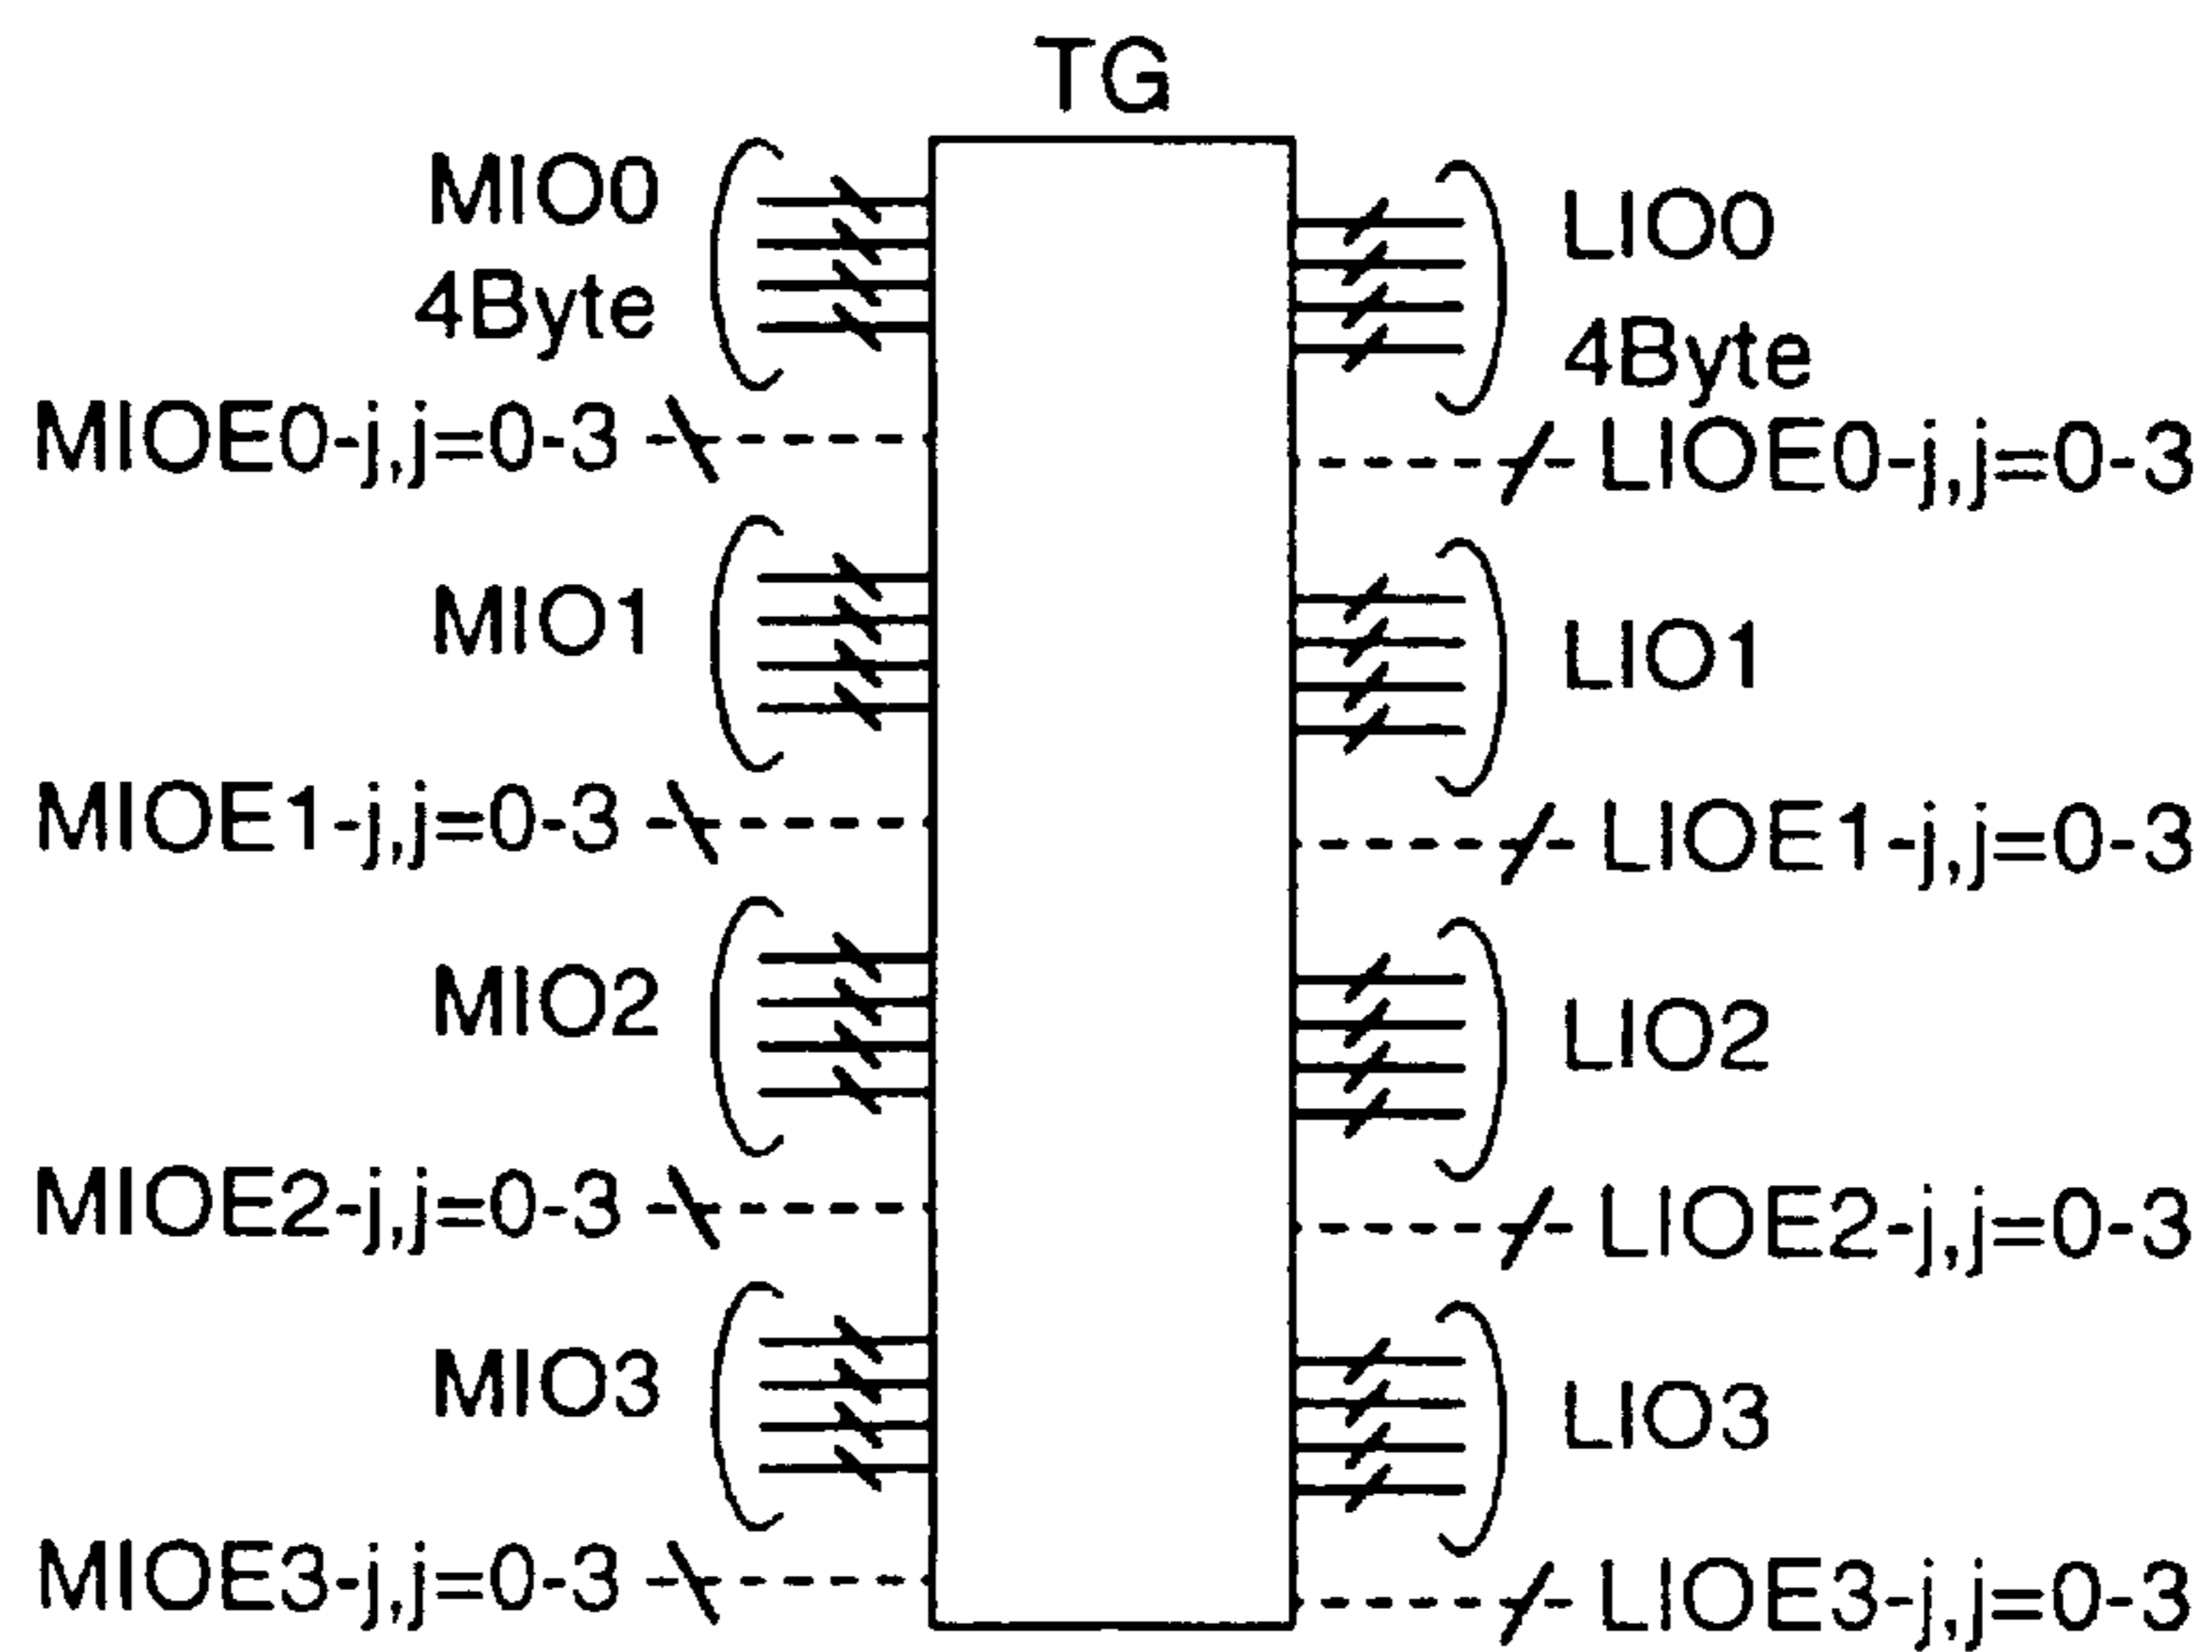 TG
MIO0
4Byte
MIOE0-j,j=0-3
MIO1
MIOE1-j,j=0-3
MIO2
MIOE2-j,j=0-3
MIO3
MIOE3-j,j=0-3
LIO0
4Byte
LIOE0-j,j=0-3
LIO1
LIOE1-j,j=0-3
LIO2
LIOE2-j,j=0-3
LIO3
LIOE3-j,j=0-3